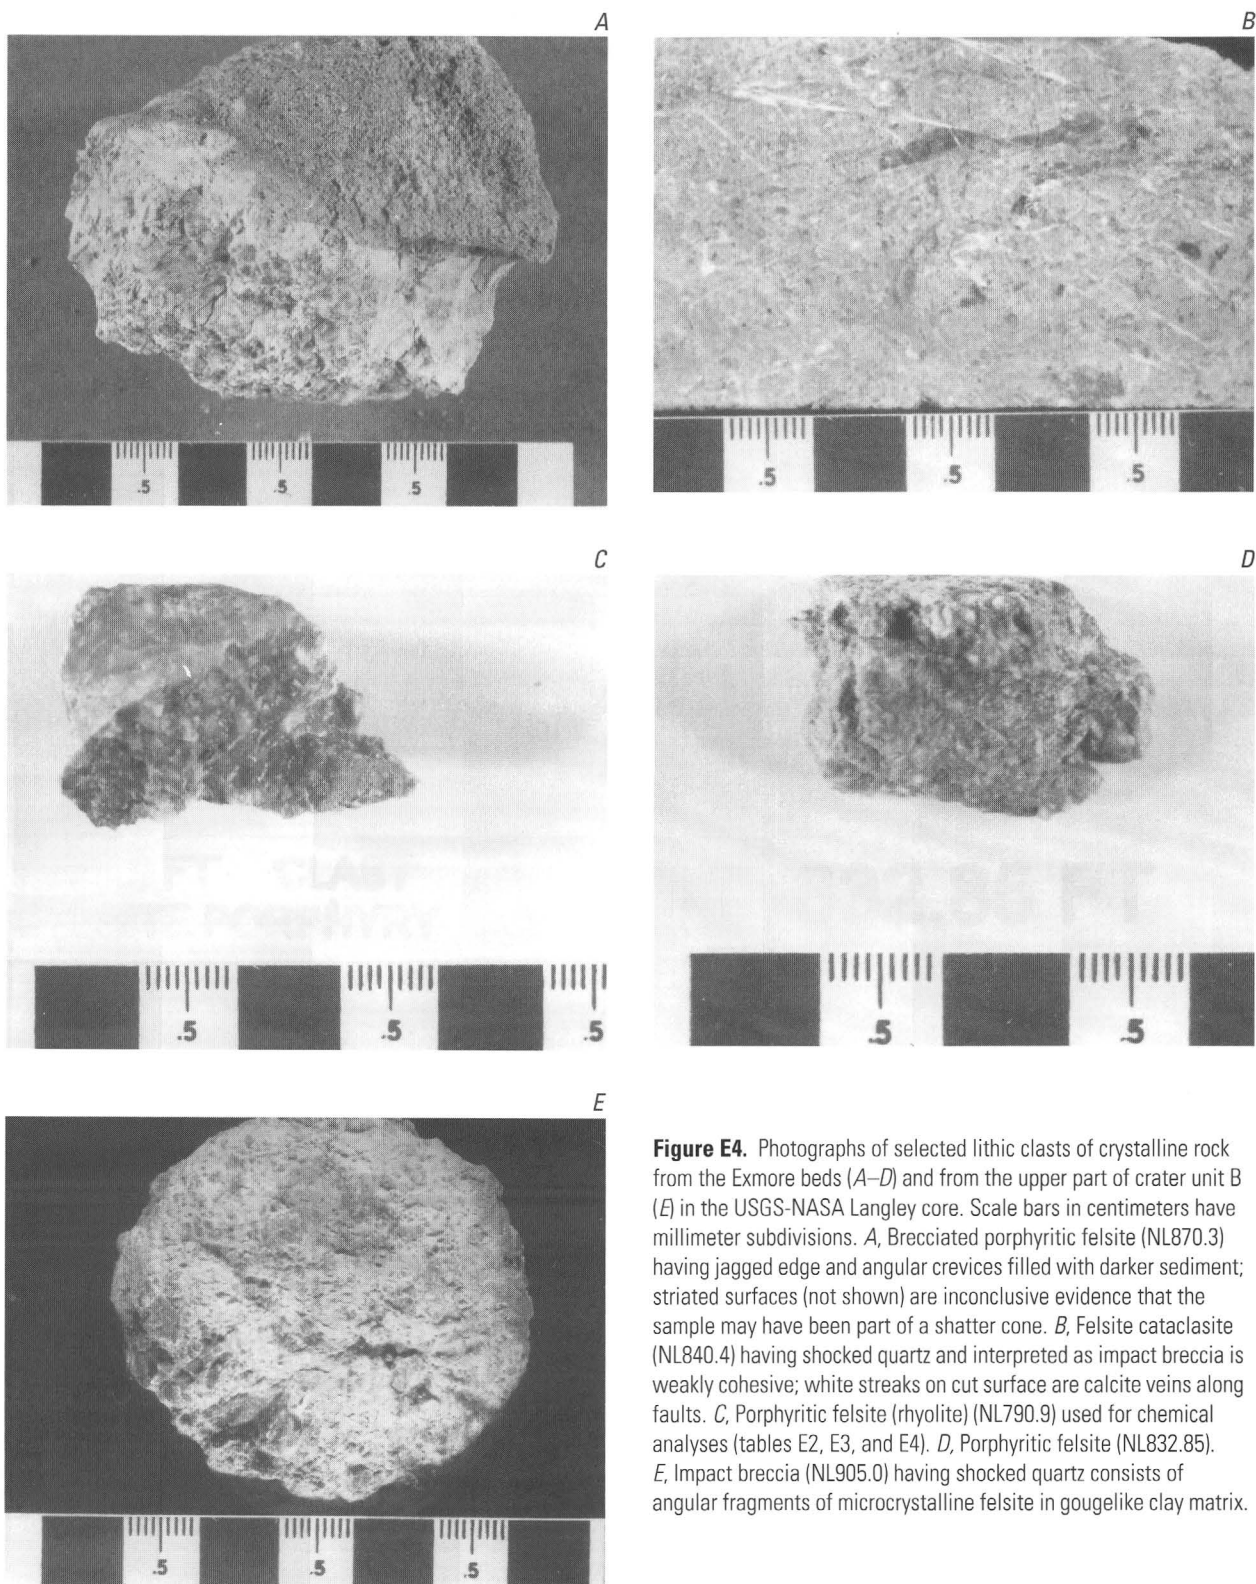 A
B
.5 .5 .5
.5 .5 .5
C
D
.5 .5 .5
.5 .5
E
.5 .5 .5
Figure E4. Photographs of selected lithic clasts of crystalline rock
from the Exmore beds (A–D) and from the upper part of crater unit B
(E) in the USGS-NASA Langley core. Scale bars in centimeters have
millimeter subdivisions. A, Brecciated porphyritic felsite (NL870.3)
having jagged edge and angular crevices filled with darker sediment;
striated surfaces (not shown) are inconclusive evidence that the
sample may have been part of a shatter cone. B, Felsite cataclasite
(NL840.4) having shocked quartz and interpreted as impact breccia is
weakly cohesive; white streaks on cut surface are calcite veins along
faults. C, Porphyritic felsite (rhyolite) (NL790.9) used for chemical
analyses (tables E2, E3, and E4). D, Porphyritic felsite (NL832.85).
E, Impact breccia (NL905.0) having shocked quartz consists of
angular fragments of microcrystalline felsite in gougelike clay matrix.